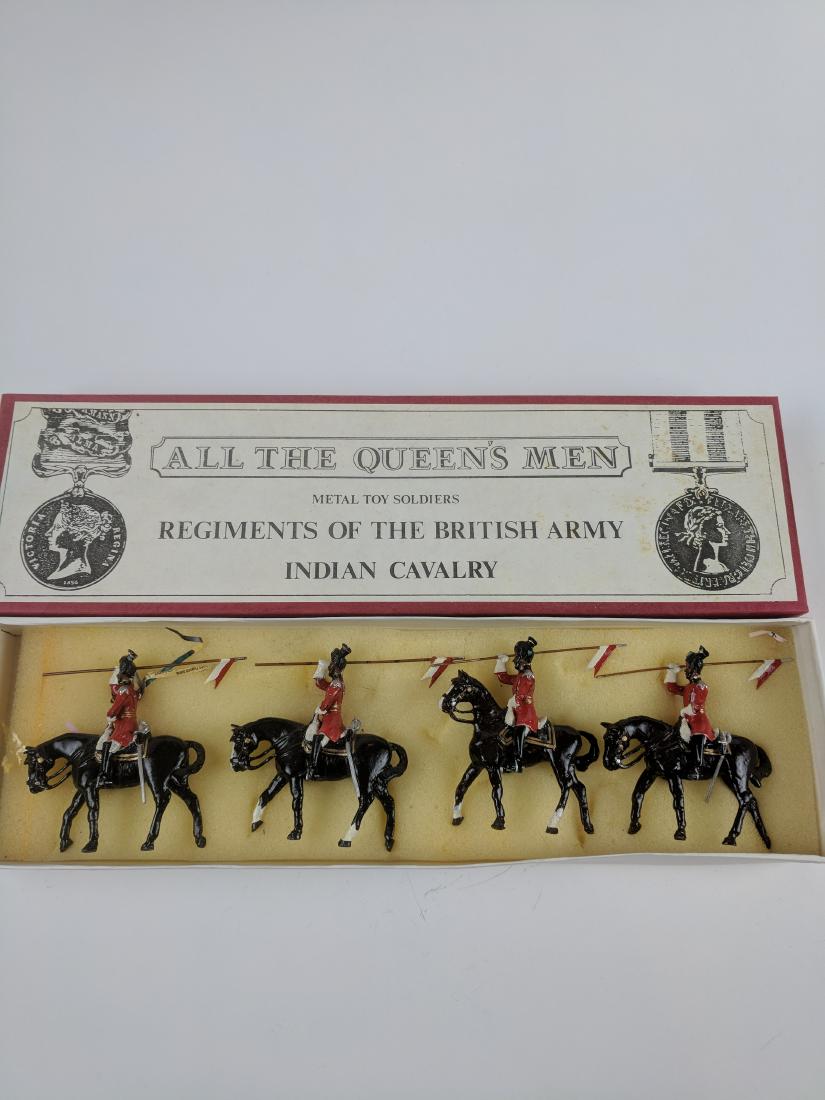 ALL THE QUEEN'S MEN
METAL TOY SOLDIERS
REGIMENTS OF THE BRITISH ARMY
INDIAN CAVALRY
VICTORIA REGINA